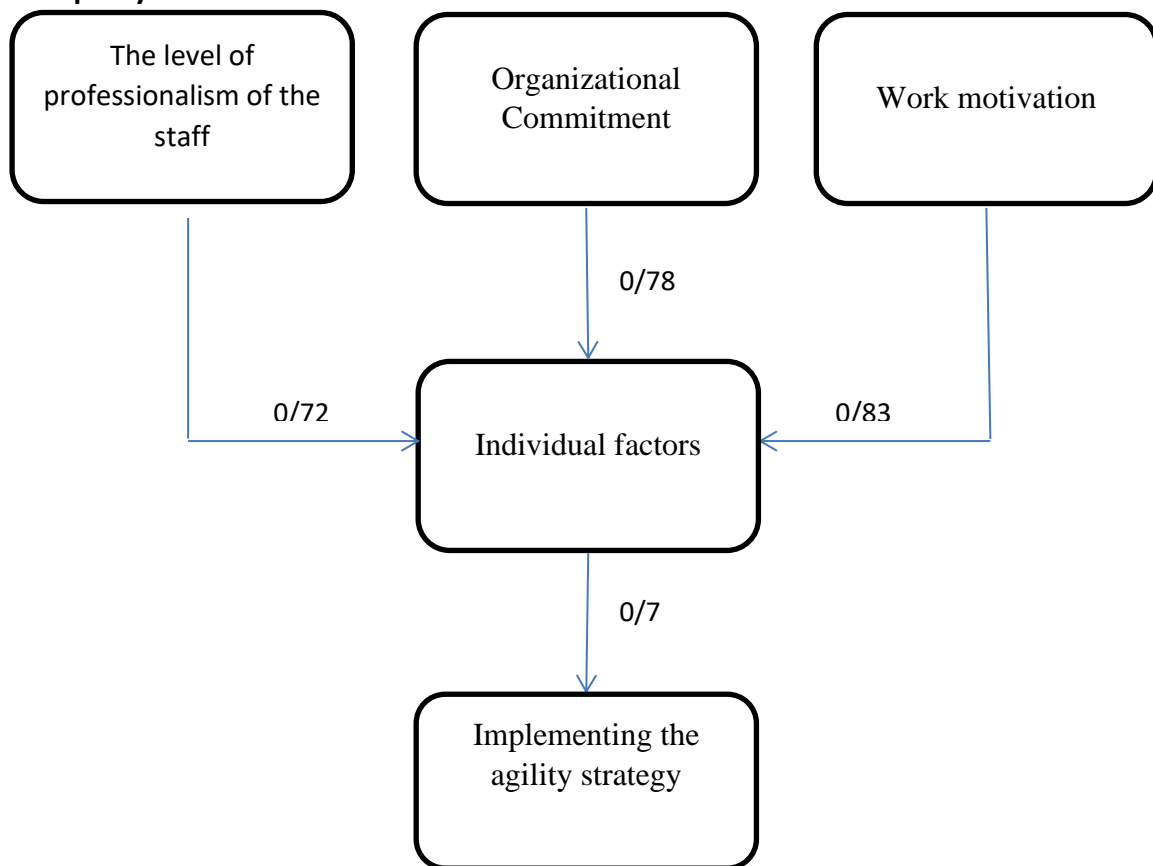 The level of
professionalism of the
staff
Organizational
Commitment
Work motivation
0/78
0/72
0/83
Individual factors
0/7
Implementing the
agility strategy